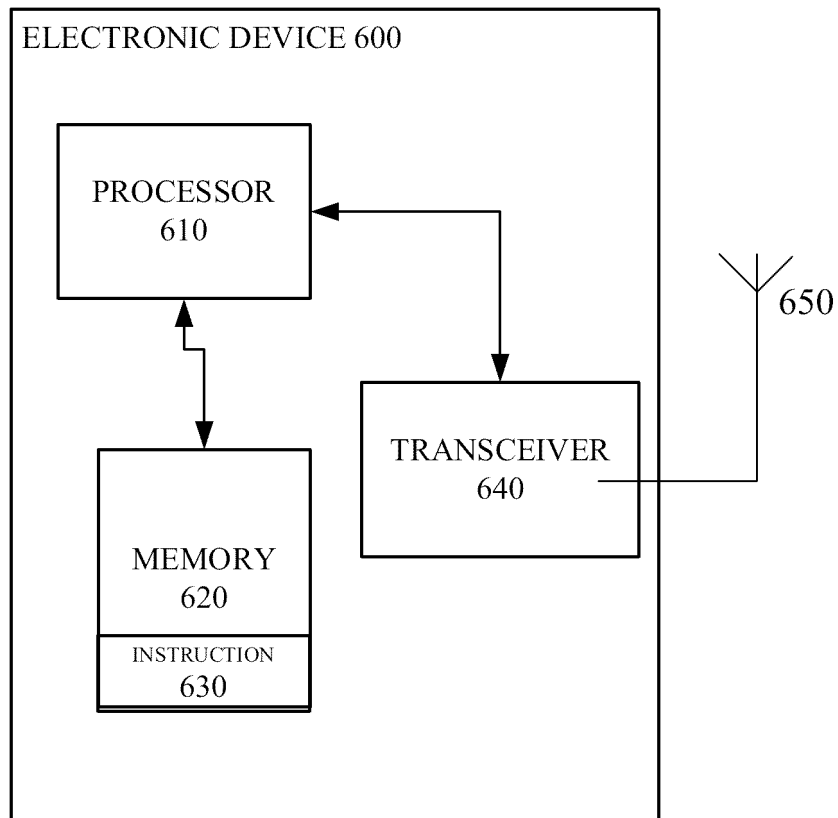 ELECTRONIC DEVICE 600
PROCESSOR
610
650
TRANSCEIVER
640
MEMORY
620
INSTRUCTION
630